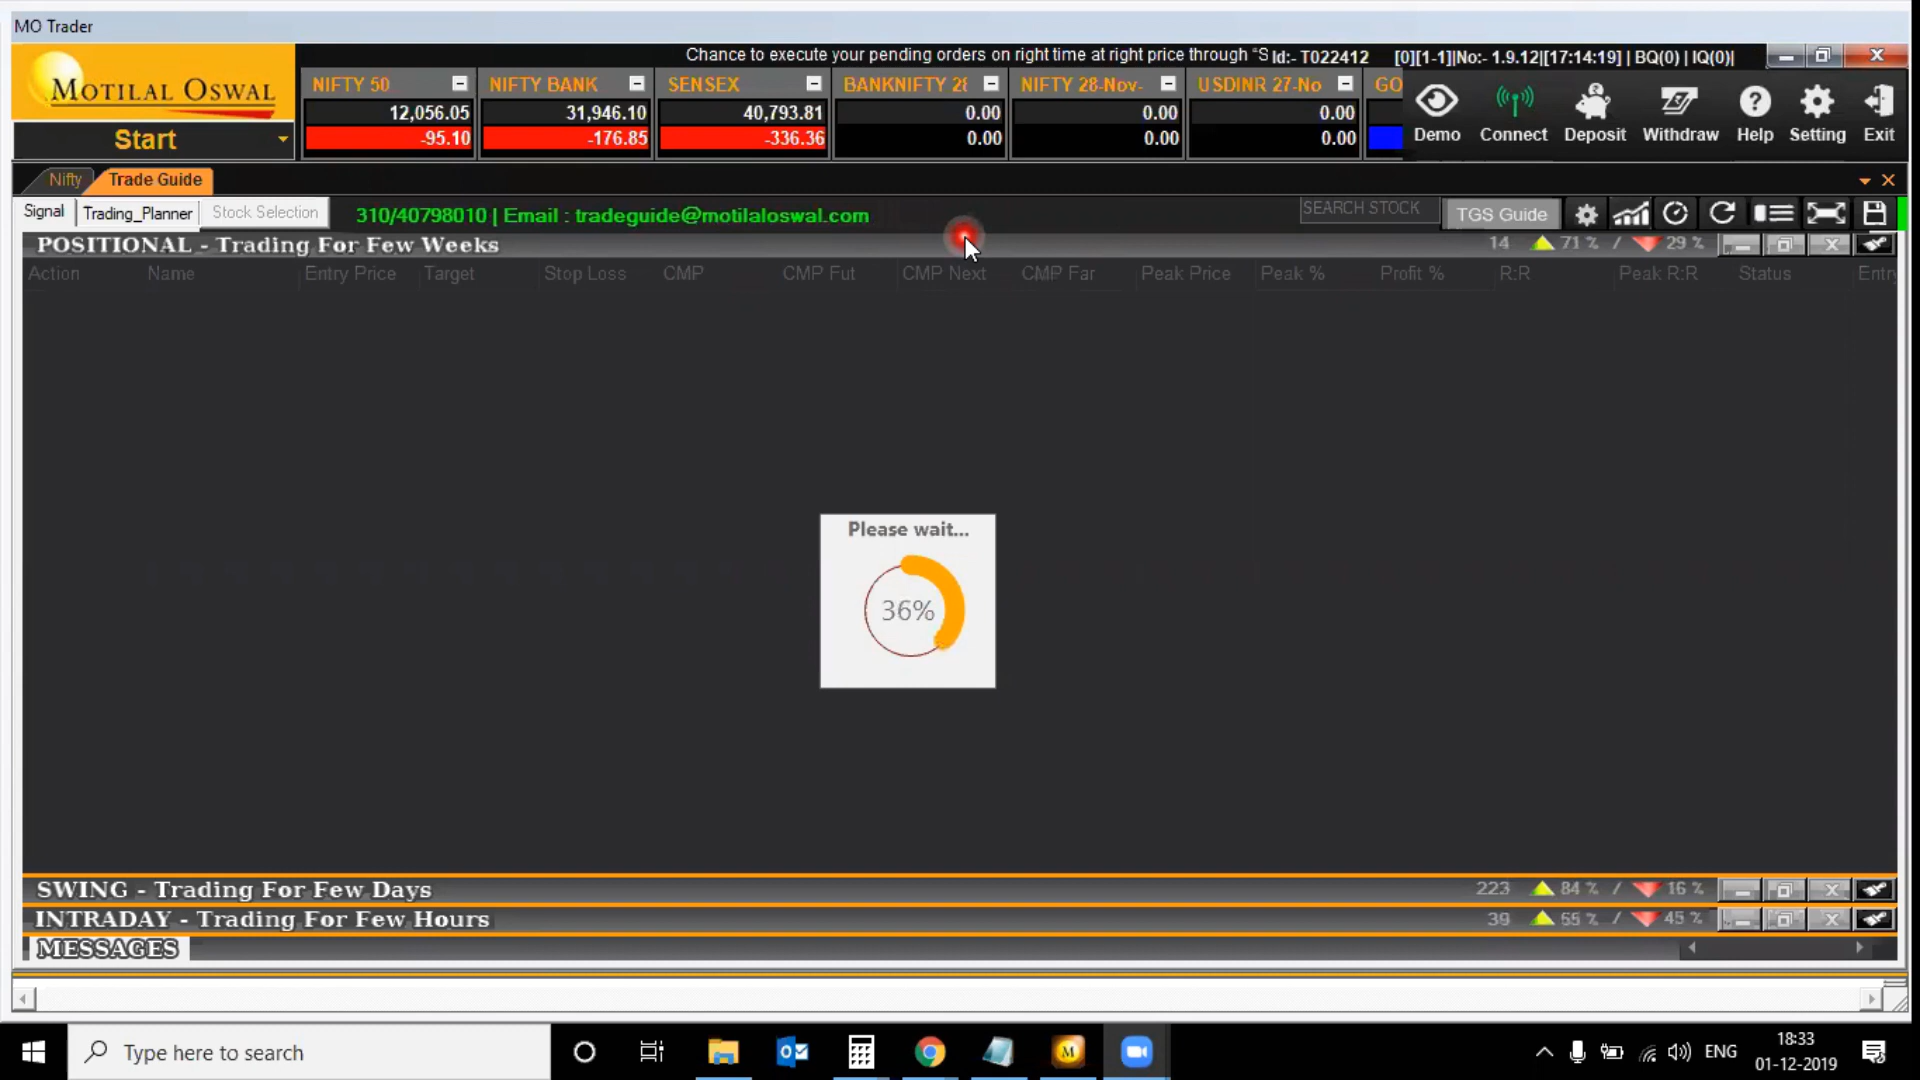 MO Trader
MOTILAL OSWAL
Chance to execute your pending orders on right time at right price through “S Id:- T022412 [0][1-1]|No:- 1.9.12|[17:14:19] | BQ(0) | IQ(0)|
NIFTY 50 NIFTY BANK SENSEX BANKNIFTY 28 NIFTY 28-Nov- USDINR 27-No GO
12,056.05 31,946.10 40,793.81 0.00 0.00 0.00
-95.10 -176.85 -336.36 0.00 0.00 0.00
Demo Connect Deposit Withdraw Help Setting Exit
Start
Nifty Trade Guide
Signal Trading_Planner Stock Selection 310/40798010 | Email : tradeguide@motilaloswal.com SEARCH STOCK TGS Guide
POSITIONAL - Trading For Few Weeks 14 71 % / 29 %
Action Name Entry Price Target Stop Loss CMP CMP Fut CMP Next CMP Far Peak Price Peak % Profit % R:R Peak R:R Status Entry
Please wait...
36%
SWING - Trading For Few Days 223 84 % / 16 %
INTRADAY - Trading For Few Hours 39 55 % / 45 %
MESSAGES
Type here to search
ENG
18:33
01-12-2019